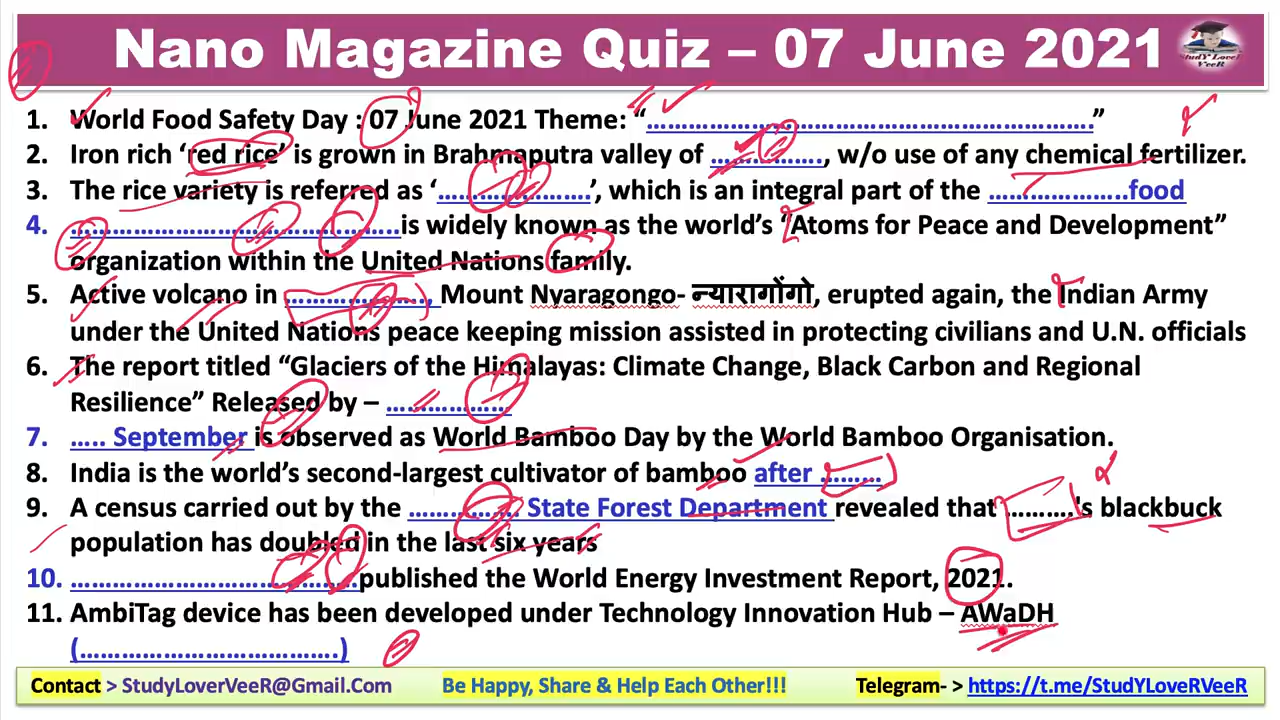 Nano Magazine Quiz – 07 June 2021
StudY LoveR
VeeR
1. World Food Safety Day : 07 June 2021 Theme: “……………………………………………………….”
2. Iron rich ‘red rice’ is grown in Brahmaputra valley of ……………., w/o use of any chemical fertilizer.
3. The rice variety is referred as ‘………………….’, which is an integral part of the ………………..food
4. ………………………………………..is widely known as the world’s “Atoms for Peace and Development”
organization within the United Nations family.
5. Active volcano in ………………., Mount Nyaragongo- न्यारागोंगो, erupted again, the Indian Army
under the United Nations peace keeping mission assisted in protecting civilians and U.N. officials
6. The report titled “Glaciers of the Himalayas: Climate Change, Black Carbon and Regional
Resilience” Released by – ………………
7. ….. September is observed as World Bamboo Day by the World Bamboo Organisation.
8. India is the world’s second-largest cultivator of bamboo after ………
9. A census carried out by the ……………. State Forest Department revealed that ……….’s blackbuck
population has doubled in the last six years
10. …………………………………..published the World Energy Investment Report, 2021.
11. AmbiTag device has been developed under Technology Innovation Hub – AWaDH
(……………………………….)
Contact > StudyLoverVeeR@Gmail.Com Be Happy, Share & Help Each Other!!! Telegram- > https://t.me/StudYLoveRVeeR